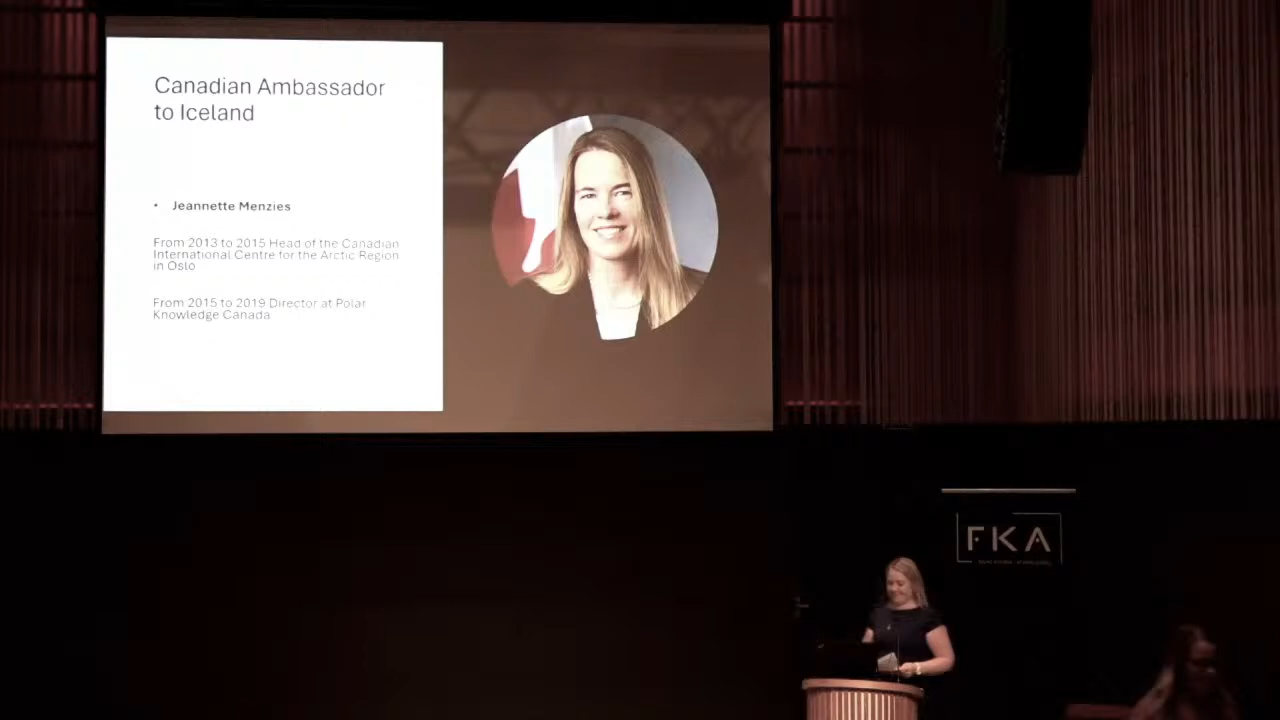 Canadian Ambassador
to Iceland
• Jeannette Menzies
From 2013 to 2015 Head of the Canadian
International Centre for the Arctic Region
in Oslo
From 2015 to 2019 Director at Polar
Knowledge Canada
FKA